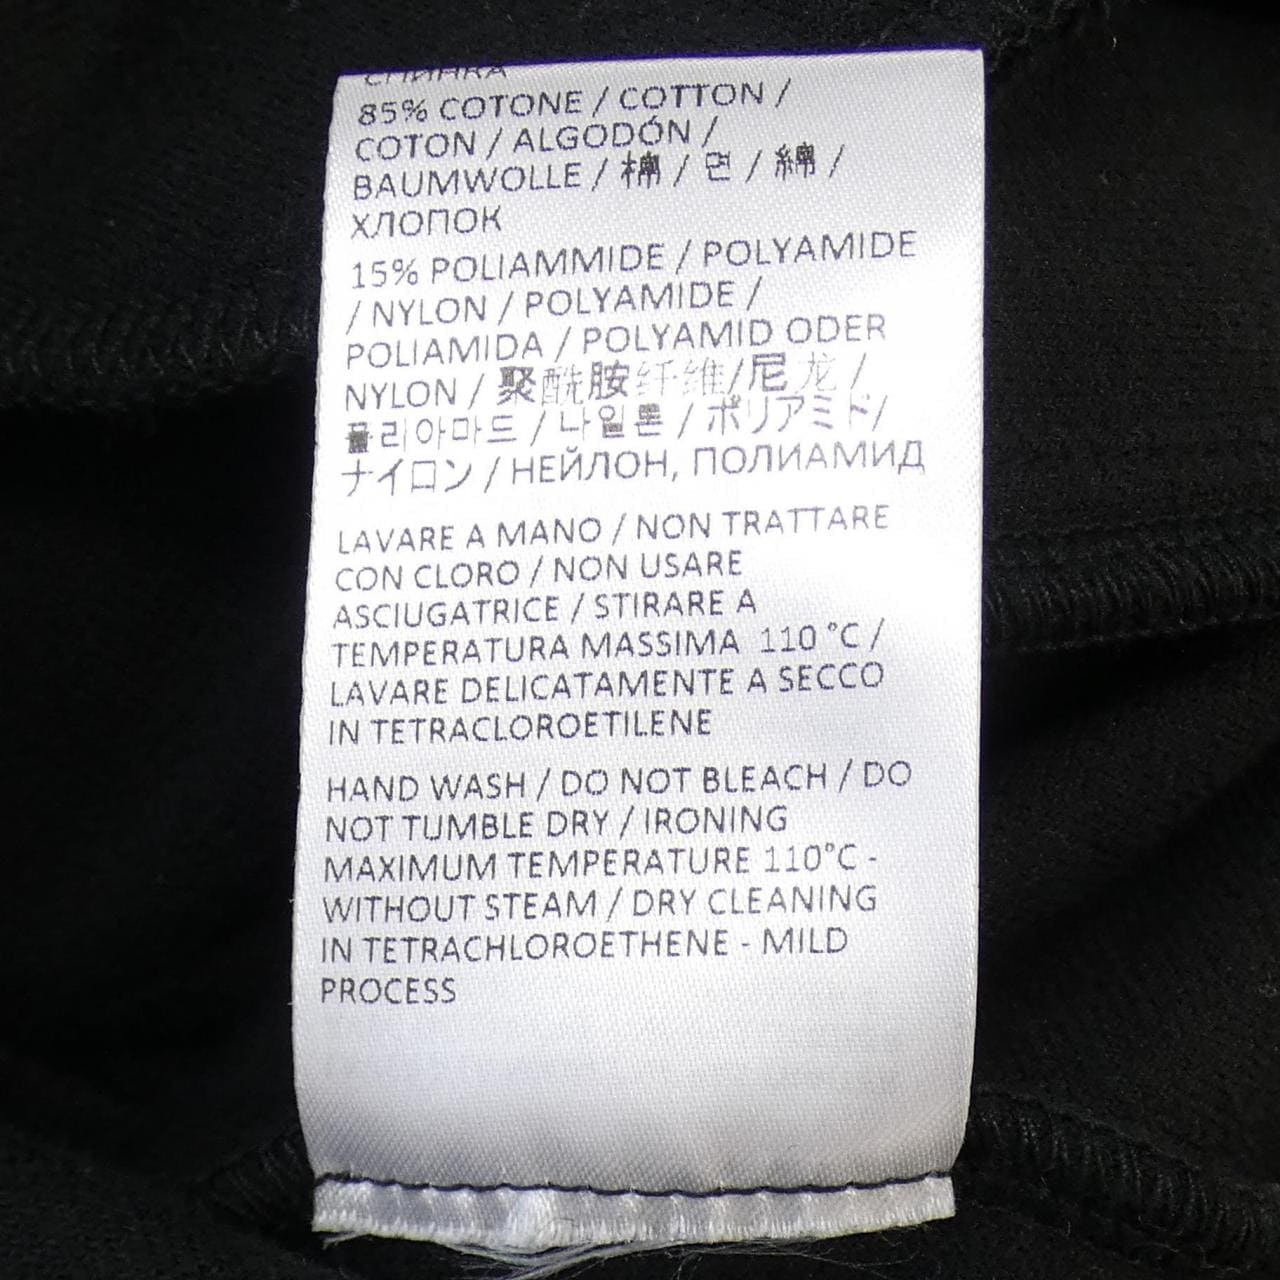 СПИНКА
85% COTONE / COTTON /
COTON / ALGODÓN /
BAUMWOLLE / 棉 / 면 / 綿 /
ХЛОПОК
15% POLIAMMIDE / POLYAMIDE
/ NYLON / POLYAMIDE /
POLIAMIDA / POLYAMID ODER
NYLON / 聚酰胺纤维/尼龙 /
폴리아마드 / 나일론 / ポリアミド/
ナイロン / НЕЙЛОН, ПОЛИАМИД
LAVARE A MANO / NON TRATTARE
CON CLORO / NON USARE
ASCIUGATRICE / STIRARE A
TEMPERATURA MASSIMA 110 °C /
LAVARE DELICATAMENTE A SECCO
IN TETRACLOROETILENE
HAND WASH / DO NOT BLEACH / DO
NOT TUMBLE DRY / IRONING
MAXIMUM TEMPERATURE 110°C -
WITHOUT STEAM / DRY CLEANING
IN TETRACHLOROETHENE - MILD
PROCESS